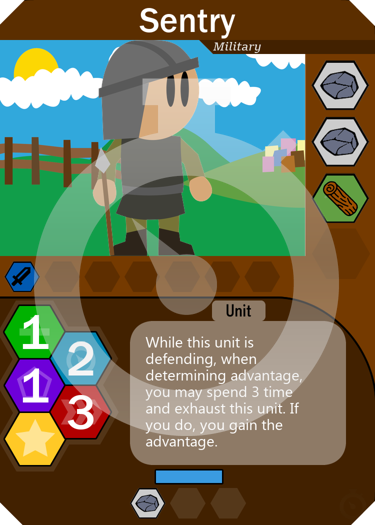 Sentry
Military
Unit
1
2
1
3
While this unit is
defending, when
determining advantage,
you may spend 3 time
and exhaust this unit. If
you do, you gain the
advantage.